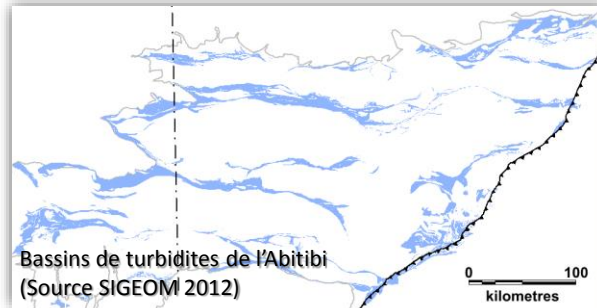 Bassins de turbidites de l'Abitibi
(Source SIGEOM 2012)
0 100
kilometres